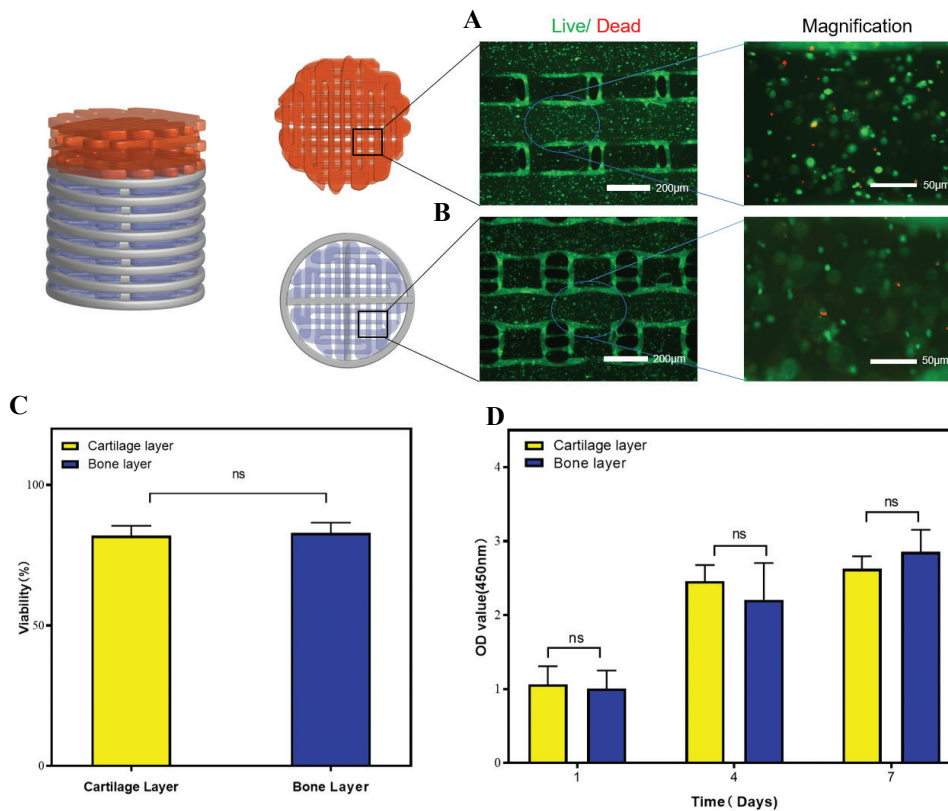 A
Live/ Dead
Magnification
200μm
50μm
B
200μm
50μm
C
Cartilage layer
Bone layer
ns
100
50
0
Viability(%)
Cartilage Layer
Bone Layer
D
Cartilage layer
Bone layer
4
3
2
1
0
OD value(450nm)
ns
ns
ns
1
4
7
Time( Days)